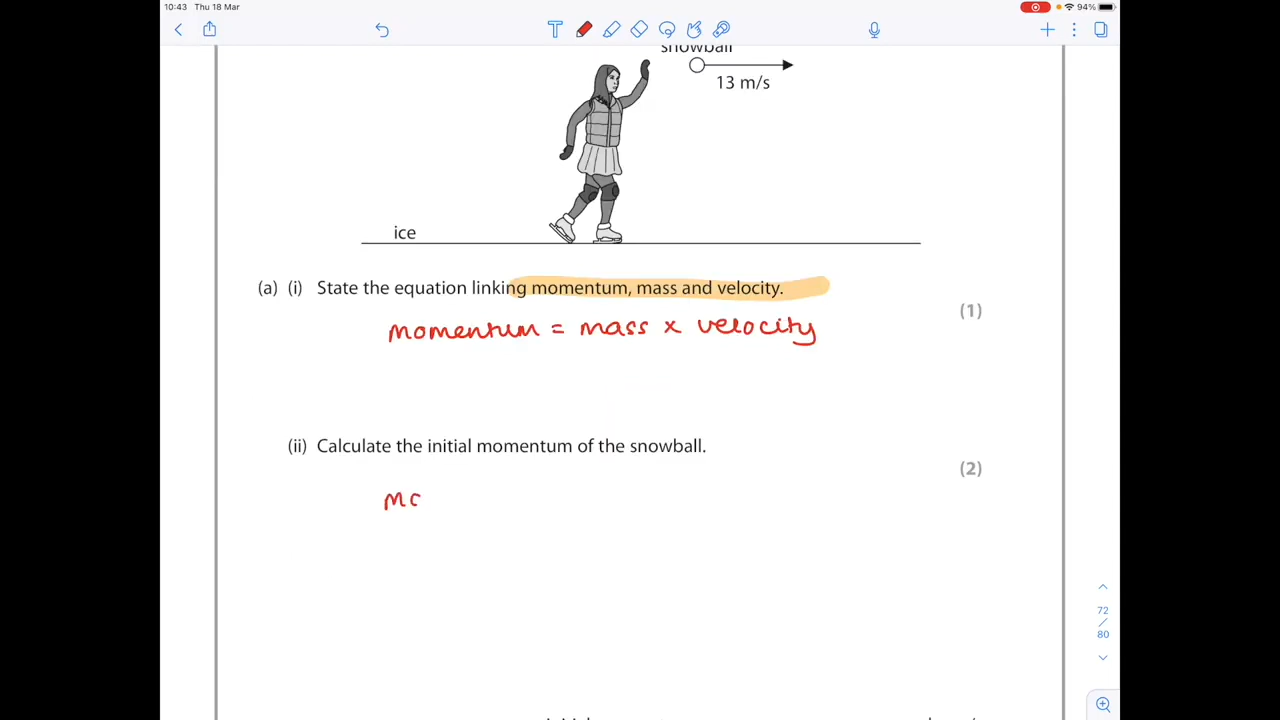 10:43 Thu 18 Mar
94%
snowball
13 m/s
ice
(a) (i) State the equation linking momentum, mass and velocity.
(1)
momentum = mass x velocity
(ii) Calculate the initial momentum of the snowball.
(2)
mo
72
/
80